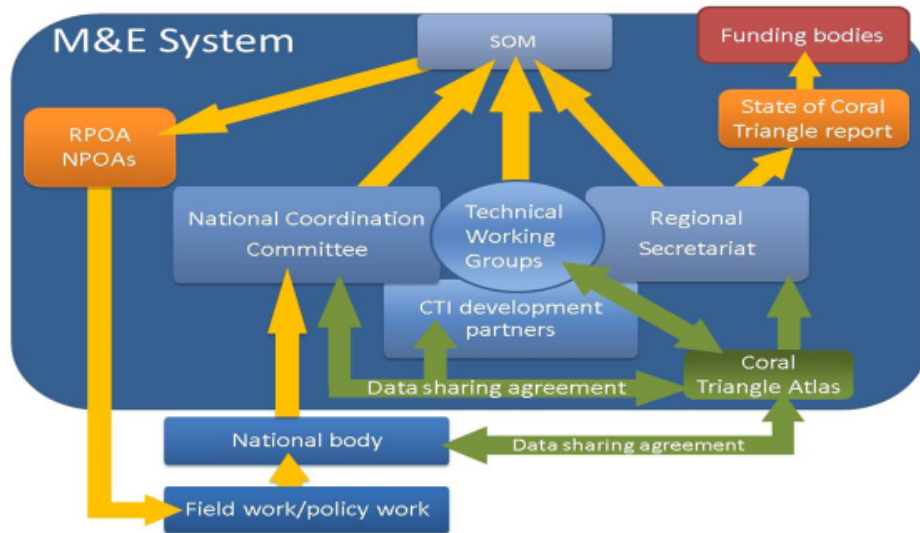 M&E System
SOM
Funding bodies
State of Coral
Triangle report
RPOA
NPOAs
National Coordination
Committee
Technical
Working
Groups
Regional
Secretariat
CTI development
partners
Data sharing agreement
Coral
Triangle Atlas
National body
Data sharing agreement
Field work/policy work